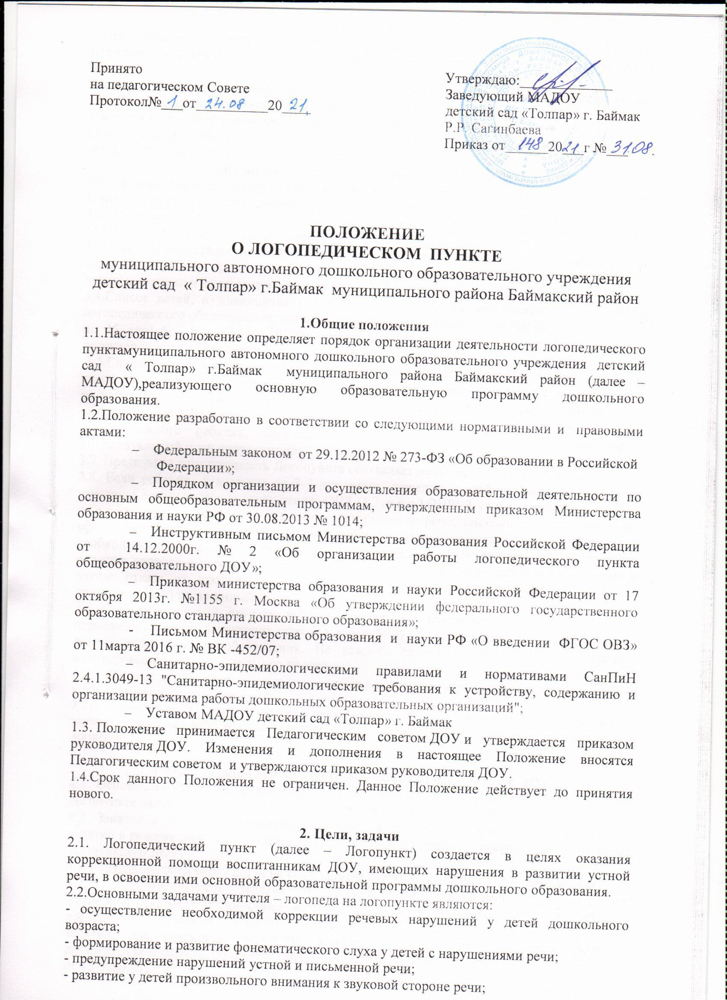 Принято
на педагогическом Совете
Протокол№ 1 от 24.08 20 21
Утверждаю:
Заведующий МАДОУ
детский сад «Толпар» г. Баймак
Р.Р. Сагинбаева
Приказ от 148 2021 г № 31.08.
ПОЛОЖЕНИЕ
О ЛОГОПЕДИЧЕСКОМ ПУНКТЕ
муниципального автономного дошкольного образовательного учреждения
детский сад « Толпар» г.Баймак муниципального района Баймакский район
1.Общие положения
1.1.Настоящее положение определяет порядок организации деятельности логопедического
пунктамуниципального автономного дошкольного образовательного учреждения детский
сад « Толпар» г.Баймак муниципального района Баймакский район (далее –
МАДОУ),реализующего основную образовательную программу дошкольного
образования.
1.2.Положение разработано в соответствии со следующими нормативными и правовыми
актами:
– Федеральным законом от 29.12.2012 № 273-ФЗ «Об образовании в Российской
Федерации»;
– Порядком организации и осуществления образовательной деятельности по
основным общеобразовательным программам, утвержденным приказом Министерства
образования и науки РФ от 30.08.2013 № 1014;
– Инструктивным письмом Министерства образования Российской Федерации
от 14.12.2000г. № 2 «Об организации работы логопедического пункта
общеобразовательного ДОУ»;
– Приказом министерства образования и науки Российской Федерации от 17
октября 2013г. №1155 г. Москва «Об утверждении федерального государственного
образовательного стандарта дошкольного образования»;
- Письмом Министерства образования и науки РФ «О введении ФГОС ОВЗ»
от 11марта 2016 г. № ВК -452/07;
– Санитарно-эпидемиологическими правилами и нормативами СанПиН
2.4.1.3049-13 "Санитарно-эпидемиологические требования к устройству, содержанию и
организации режима работы дошкольных образовательных организаций";
– Уставом МАДОУ детский сад «Толпар» г. Баймак
1.3. Положение принимается Педагогическим советом ДОУ и утверждается приказом
руководителя ДОУ. Изменения и дополнения в настоящее Положение вносятся
Педагогическим советом и утверждаются приказом руководителя ДОУ.
1.4.Срок данного Положения не ограничен. Данное Положение действует до принятия
нового.
2. Цели, задачи
2.1. Логопедический пункт (далее – Логопункт) создается в целях оказания
коррекционной помощи воспитанникам ДОУ, имеющих нарушения в развитии устной
речи, в освоении ими основной образовательной программы дошкольного образования.
2.2.Основными задачами учителя – логопеда на логопункте являются:
- осуществление необходимой коррекции речевых нарушений у детей дошкольного
возраста;
- формирование и развитие фонематического слуха у детей с нарушениями речи;
- предупреждение нарушений устной и письменной речи;
- развитие у детей произвольного внимания к звуковой стороне речи;